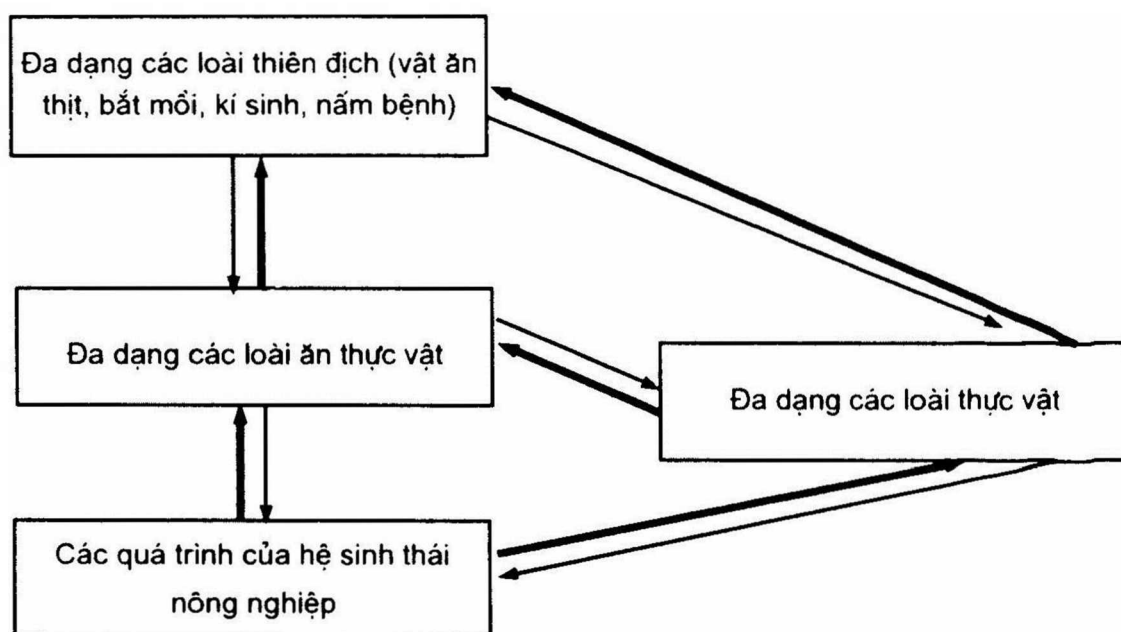 Đa dạng các loài thiên địch (vật ăn
thịt, bắt mồi, kí sinh, nấm bệnh)
Đa dạng các loài ăn thực vật
Đa dạng các loài thực vật
Các quá trình của hệ sinh thái
nông nghiệp